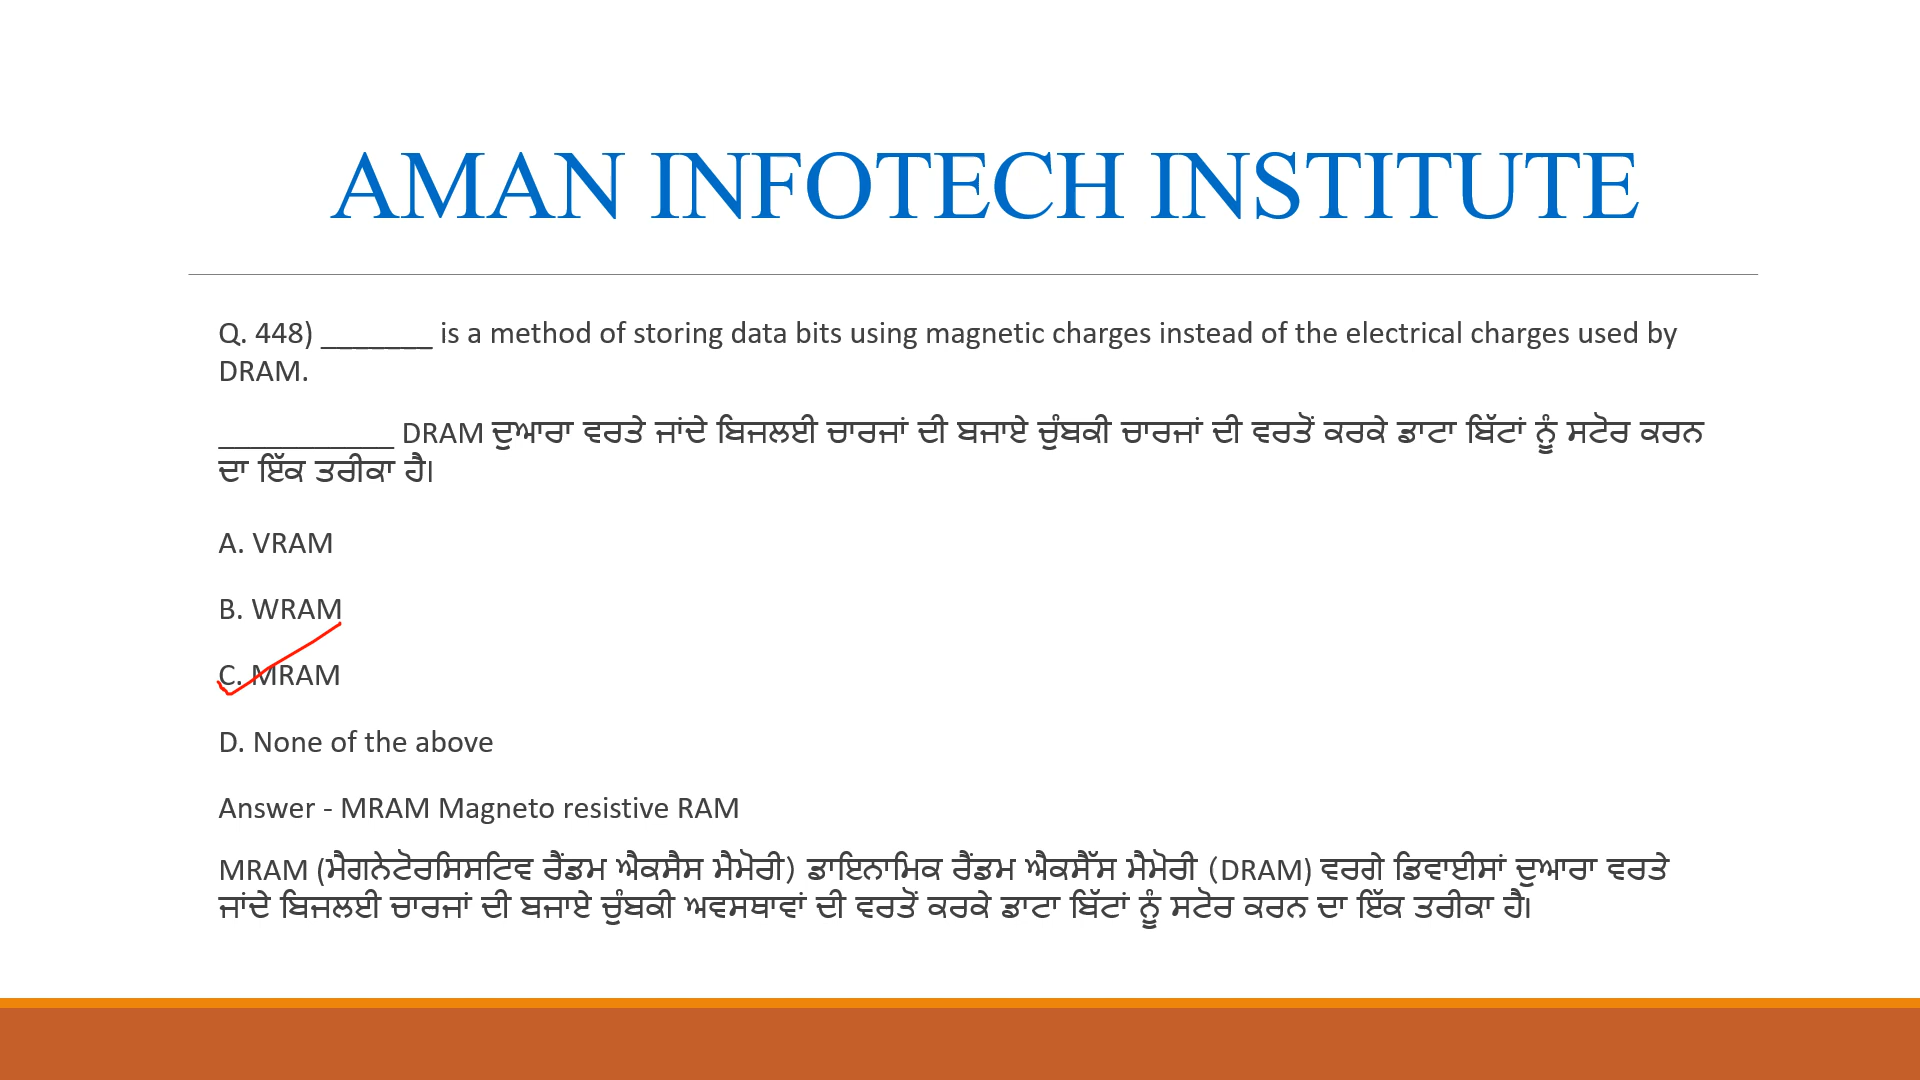 AMAN INFOTECH INSTITUTE
Q. 448) _______ is a method of storing data bits using magnetic charges instead of the electrical charges used by
DRAM.
___________ DRAM ਦੁਆਰਾ ਵਰਤੇ ਜਾਂਦੇ ਬਿਜਲਈ ਚਾਰਜਾਂ ਦੀ ਬਜਾਏ ਚੁੰਬਕੀ ਚਾਰਜਾਂ ਦੀ ਵਰਤੋਂ ਕਰਕੇ ਡਾਟਾ ਬਿੱਟਾਂ ਨੂੰ ਸਟੋਰ ਕਰਨ
ਦਾ ਇੱਕ ਤਰੀਕਾ ਹੈ।
A. VRAM
B. WRAM
C. MRAM
D. None of the above
Answer - MRAM Magneto resistive RAM
MRAM (ਮੈਗਨੇਟੋਰਸਿਸਟਿਵ ਰੈਂਡਮ ਐਕਸੈਸ ਮੈਮੋਰੀ) ਡਾਇਨਾਮਿਕ ਰੈਂਡਮ ਐਕਸੈੱਸ ਮੈਮੋਰੀ (DRAM) ਵਰਗੇ ਡਿਵਾਈਸਾਂ ਦੁਆਰਾ ਵਰਤੇ
ਜਾਂਦੇ ਬਿਜਲਈ ਚਾਰਜਾਂ ਦੀ ਬਜਾਏ ਚੁੰਬਕੀ ਅਵਸਥਾਵਾਂ ਦੀ ਵਰਤੋਂ ਕਰਕੇ ਡਾਟਾ ਬਿੱਟਾਂ ਨੂੰ ਸਟੋਰ ਕਰਨ ਦਾ ਇੱਕ ਤਰੀਕਾ ਹੈ।